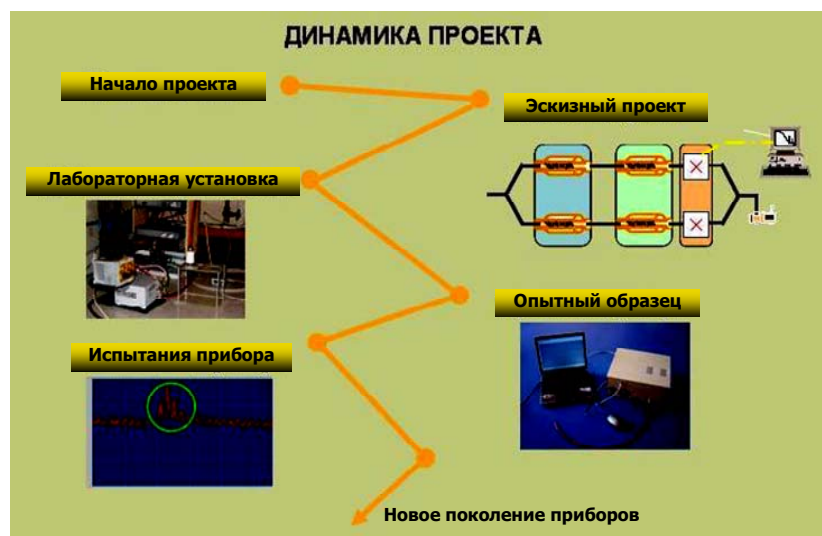 ДИНАМИКА ПРОЕКТА
Начало проекта
Эскизный проект
Лабораторная установка
Опытный образец
Испытания прибора
Новое поколение приборов